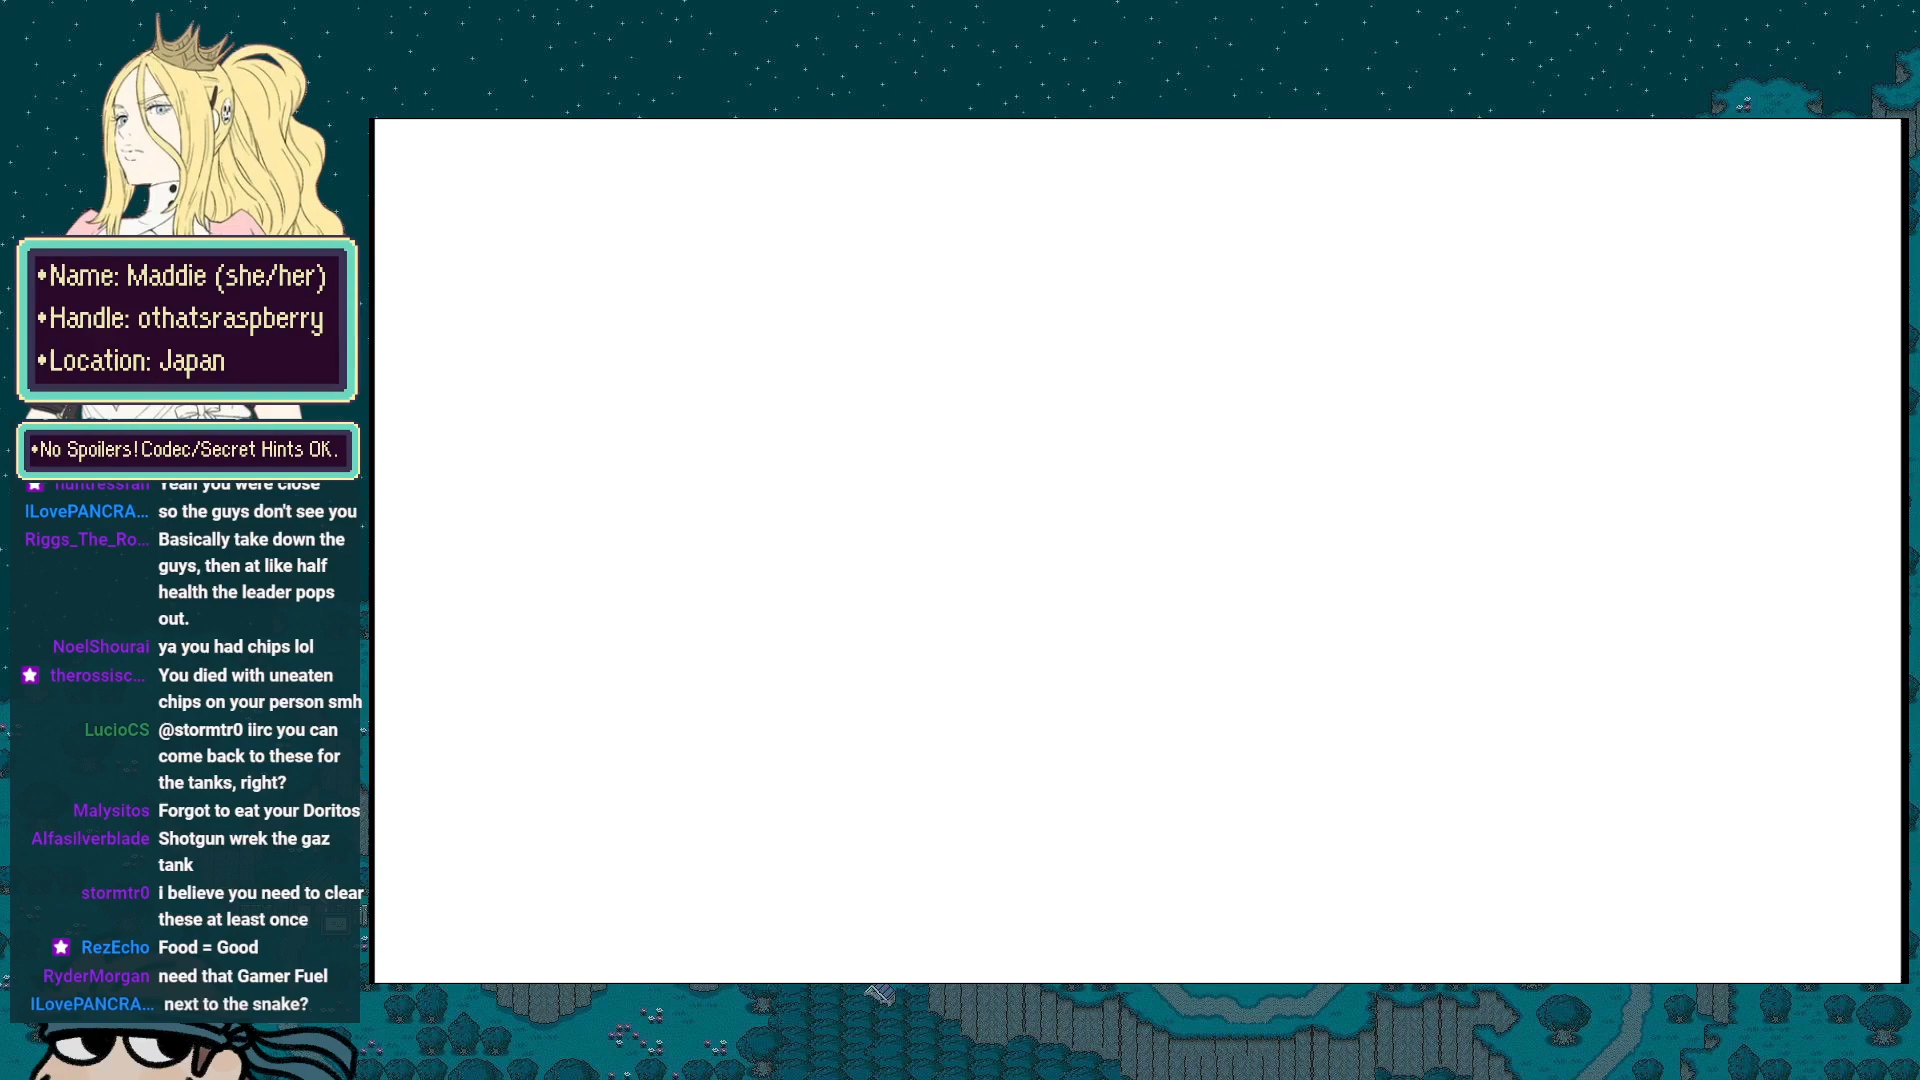 •Name: Maddie (she/her)
•Handle: othatsraspberry
•Location: Japan
•No Spoilers! Codec/Secret Hints OK.
huntressfan Yeah you were close
ILovePANCRA... so the guys don't see you
Riggs_The_Ro... Basically take down the
guys, then at like half
health the leader pops
out.
NoelShourai ya you had chips lol
therossisc... You died with uneaten
chips on your person smh
LucioCS @stormtr0 iirc you can
come back to these for
the tanks, right?
Malysitos Forgot to eat your Doritos
Alfasilverblade Shotgun wrek the gaz
tank
stormtr0 i believe you need to clear
these at least once
RezEcho Food = Good
RyderMorgan need that Gamer Fuel
ILovePANCRA... next to the snake?